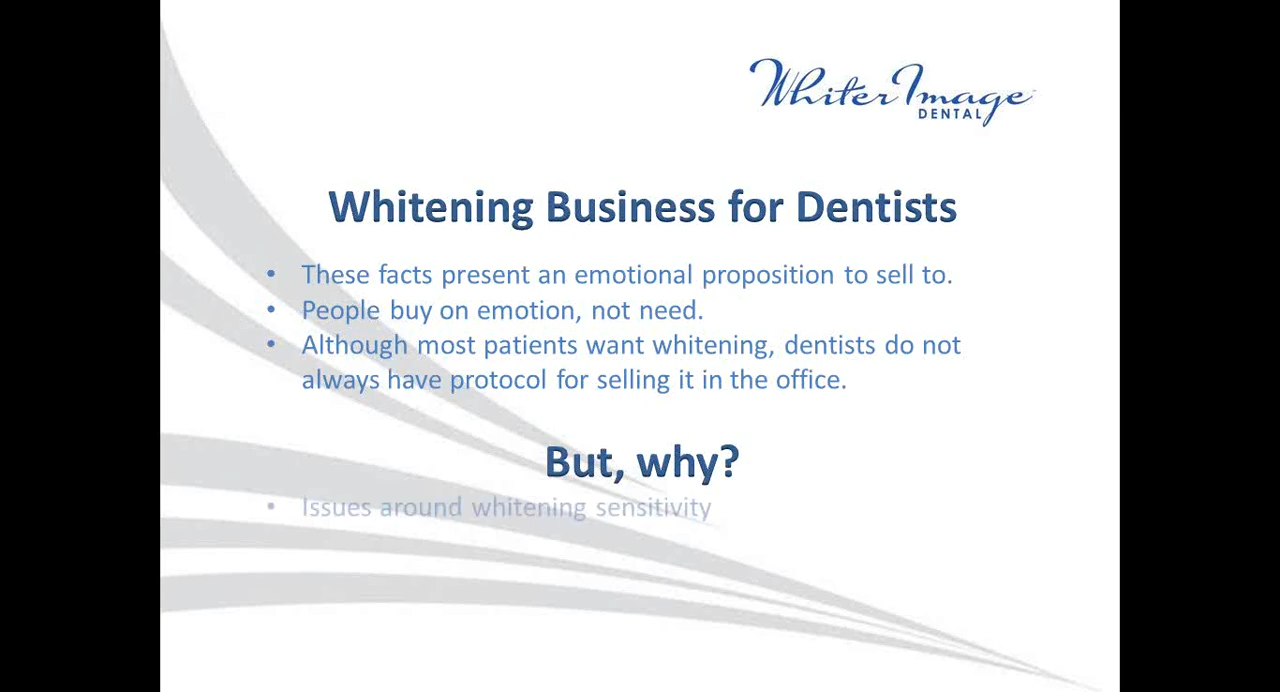 Whiter Image
DENTAL
Whitening Business for Dentists
• These facts present an emotional proposition to sell to.
• People buy on emotion, not need.
• Although most patients want whitening, dentists do not
always have protocol for selling it in the office.
But, why?
• Issues around whitening sensitivity